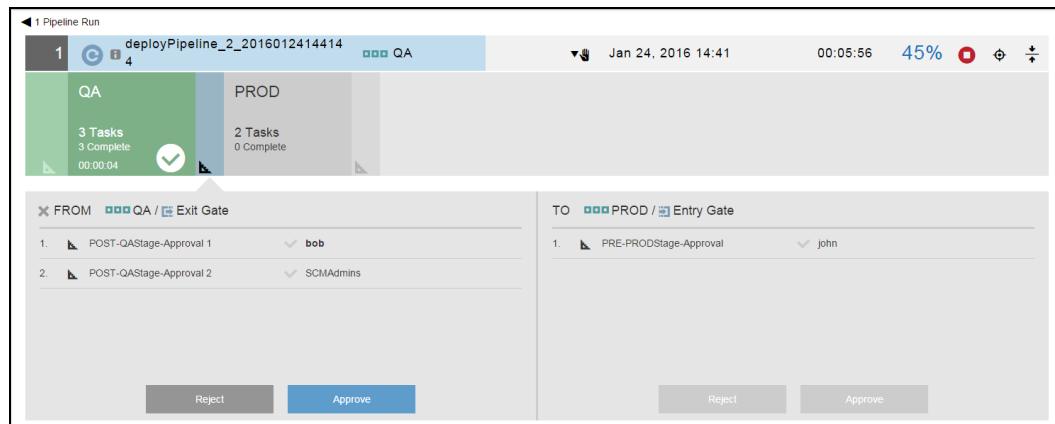 1 Pipeline Run
1 deployPipeline_2_2016012414414 QA Jan 24, 2016 14:41 00:05:56 45%
4
QA PROD
3 Tasks 2 Tasks
3 Complete 0 Complete
00:00:04
FROM QA / Exit Gate TO PROD / Entry Gate
1. POST-QAStage-Approval 1 bob 1. PRE-PRODStage-Approval john
2. POST-QAStage-Approval 2 SCMAdmins
Reject Approve Reject Approve